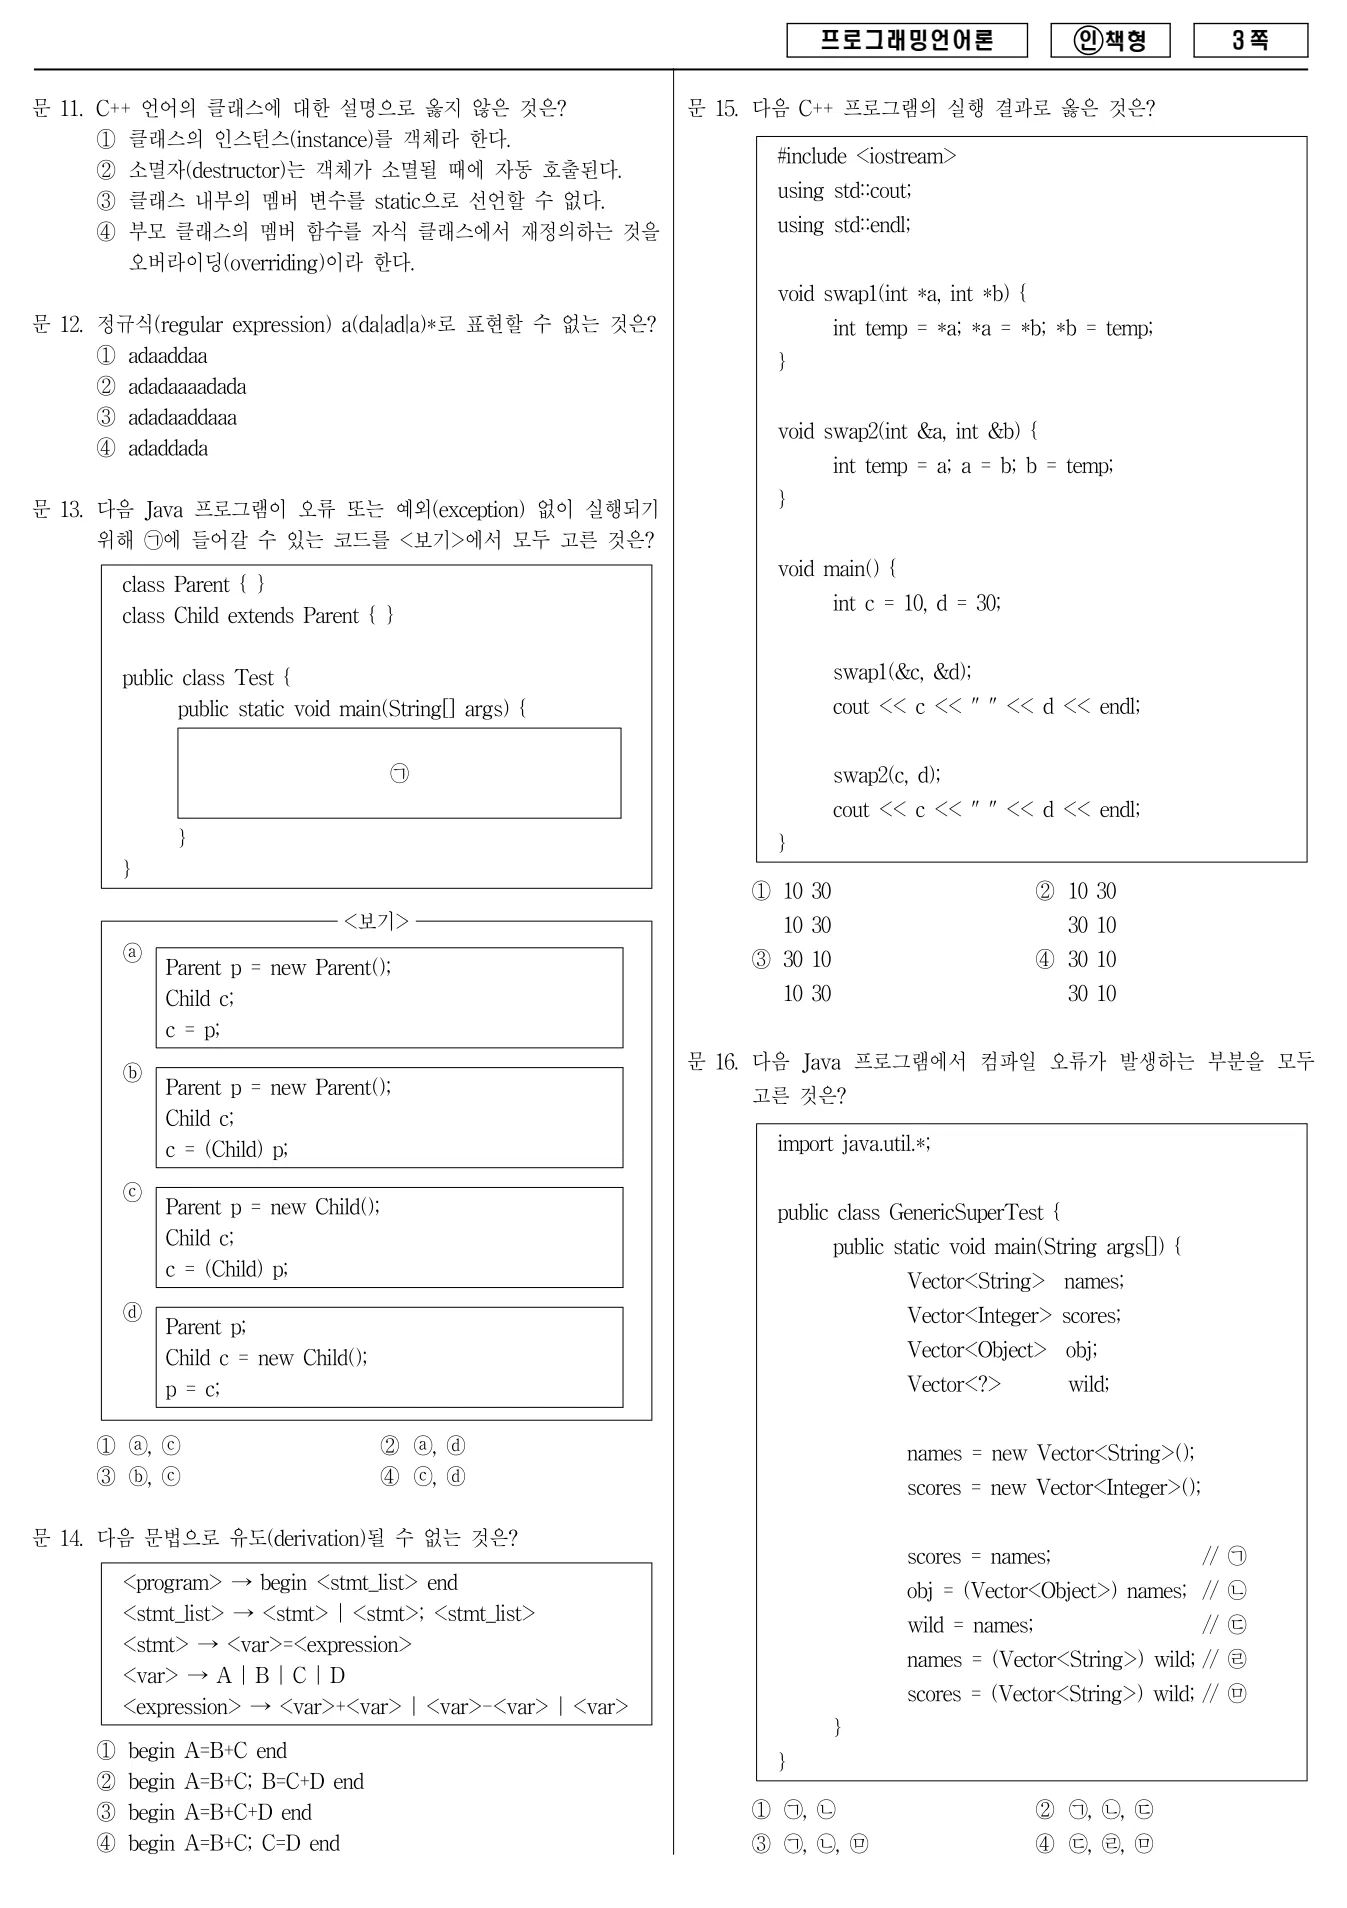 프로그래밍언어론
인책형
3쪽
문 11. C++ 언어의 클래스에 대한 설명으로 옳지 않은 것은?
① 클래스의 인스턴스(instance)를 객체라 한다.
② 소멸자(destructor)는 객체가 소멸될 때에 자동 호출된다.
③ 클래스 내부의 멤버 변수를 static으로 선언할 수 없다.
④ 부모 클래스의 멤버 함수를 자식 클래스에서 재정의하는 것을
오버라이딩(overriding)이라 한다.
문 12. 정규식(regular expression) a(da|ad|a)*로 표현할 수 없는 것은?
① adaaddaa
② adadaaaadada
③ adadaaddaaa
④ adaddada
문 13. 다음 Java 프로그램이 오류 또는 예외(exception) 없이 실행되기
위해 ㉠에 들어갈 수 있는 코드를 <보기>에서 모두 고른 것은?
class Parent { }
class Child extends Parent { }
public class Test {
public static void main(String[] args) {
㉠
}
}
<보기>
ⓐ
Parent p = new Parent();
Child c;
c = p;
ⓑ
Parent p = new Parent();
Child c;
c = (Child) p;
ⓒ
Parent p = new Child();
Child c;
c = (Child) p;
ⓓ
Parent p;
Child c = new Child();
p = c;
① ⓐ, ⓒ ② ⓐ, ⓓ
③ ⓑ, ⓒ ④ ⓒ, ⓓ
문 14. 다음 문법으로 유도(derivation)될 수 없는 것은?
<program> → begin <stmt_list> end
<stmt_list> → <stmt> | <stmt>; <stmt_list>
<stmt> → <var>=<expression>
<var> → A | B | C | D
<expression> → <var>+<var> | <var>-<var> | <var>
① begin A=B+C end
② begin A=B+C; B=C+D end
③ begin A=B+C+D end
④ begin A=B+C; C=D end
문 15. 다음 C++ 프로그램의 실행 결과로 옳은 것은?
#include <iostream>
using std::cout;
using std::endl;
void swap1(int *a, int *b) {
int temp = *a; *a = *b; *b = temp;
}
void swap2(int &a, int &b) {
int temp = a; a = b; b = temp;
}
void main() {
int c = 10, d = 30;
swap1(&c, &d);
cout << c << " " << d << endl;
swap2(c, d);
cout << c << " " << d << endl;
}
① 10 30 ② 10 30
10 30 30 10
③ 30 10 ④ 30 10
10 30 30 10
문 16. 다음 Java 프로그램에서 컴파일 오류가 발생하는 부분을 모두
고른 것은?
import java.util.*;
public class GenericSuperTest {
public static void main(String args[]) {
Vector<String> names;
Vector<Integer> scores;
Vector<Object> obj;
Vector<?> wild;
names = new Vector<String>();
scores = new Vector<Integer>();
scores = names; // ㉠
obj = (Vector<Object>) names; // ㉡
wild = names; // ㉢
names = (Vector<String>) wild; // ㉣
scores = (Vector<String>) wild; // ㉤
}
}
① ㉠, ㉡ ② ㉠, ㉡, ㉢
③ ㉠, ㉡, ㉤ ④ ㉢, ㉣, ㉤